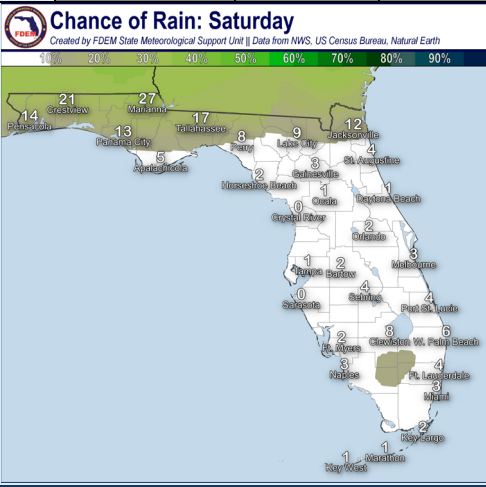 Chance of Rain: Saturday
FDEM
Created by FDEM State Meteorological Support Unit || Data from NWS, US Census Bureau, Natural Earth
10% 20% 30% 40% 50% 60% 70% 80% 90%
21
Crestview
27
Marianna
14
Pensacola
17
Tallahassee
12
Jacksonville
13
Panama City
8
Perry
9
Lake City
5
Apalachicola
4
St. Augustine
3
Gainesville
2
Horseshoe Beach
1
Ocala
1
Daytona Beach
0
Crystal River
2
Orlando
3
Melbourne
1
Tampa
2
Bartow
0
Sarasota
4
Sebring
4
Port St. Lucie
2
Ft. Myers
8
Clewiston
6
W. Palm Beach
3
Naples
4
Ft. Lauderdale
3
Miami
2
Key Largo
1
Marathon
1
Key West